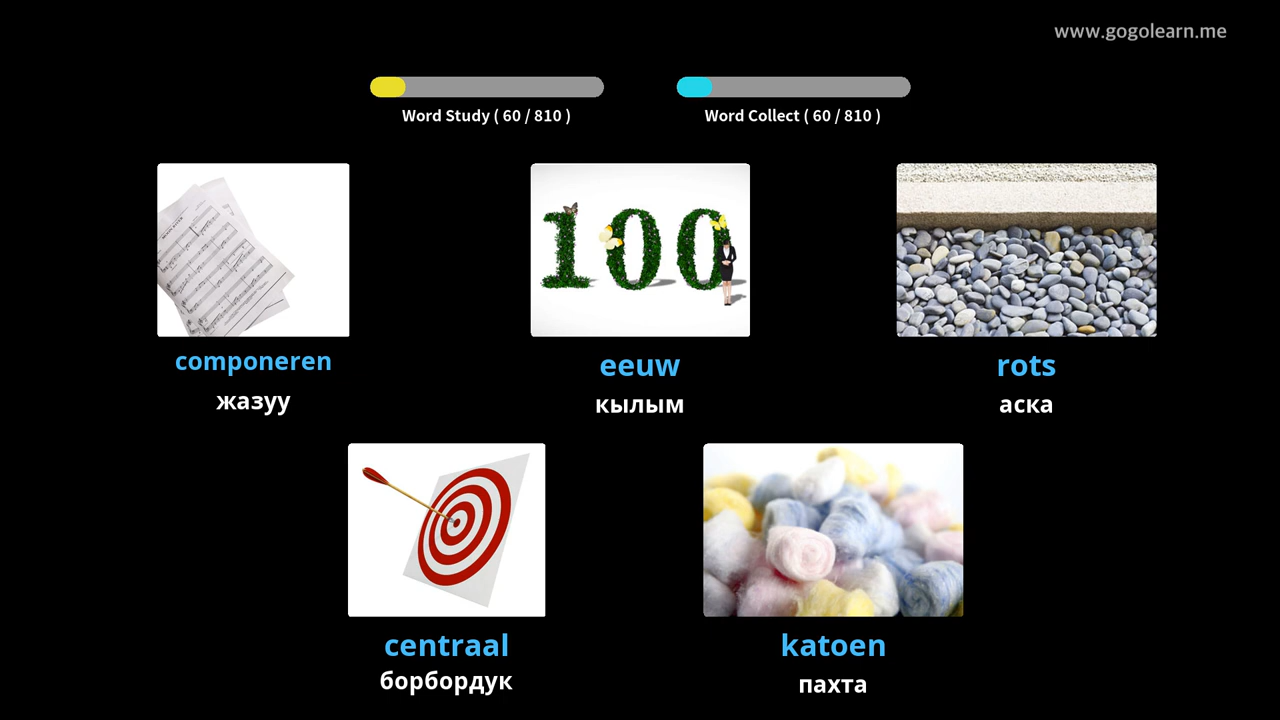 www.gogolearn.me
Word Study ( 60 / 810 )
Word Collect ( 60 / 810 )
100
componeren
жазуу
eeuw
кылым
rots
аска
centraal
борбордук
katoen
пахта